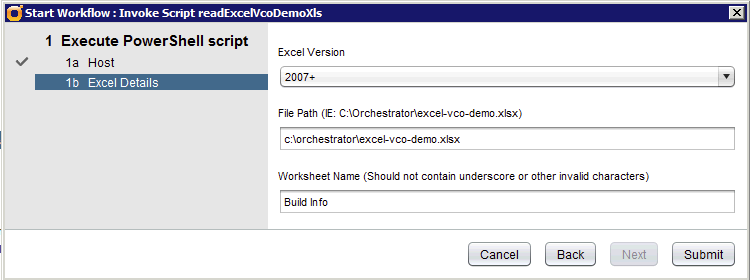 Start Workflow : Invoke Script readExcelVcoDemoXls
1 Execute PowerShell script
1a Host
1b Excel Details
Excel Version
2007+
File Path (IE: C:\Orchestrator\excel-vco-demo.xlsx)
c:\orchestrator\excel-vco-demo.xlsx
Worksheet Name (Should not contain underscore or other invalid characters)
Build Info
Cancel
Back
Next
Submit